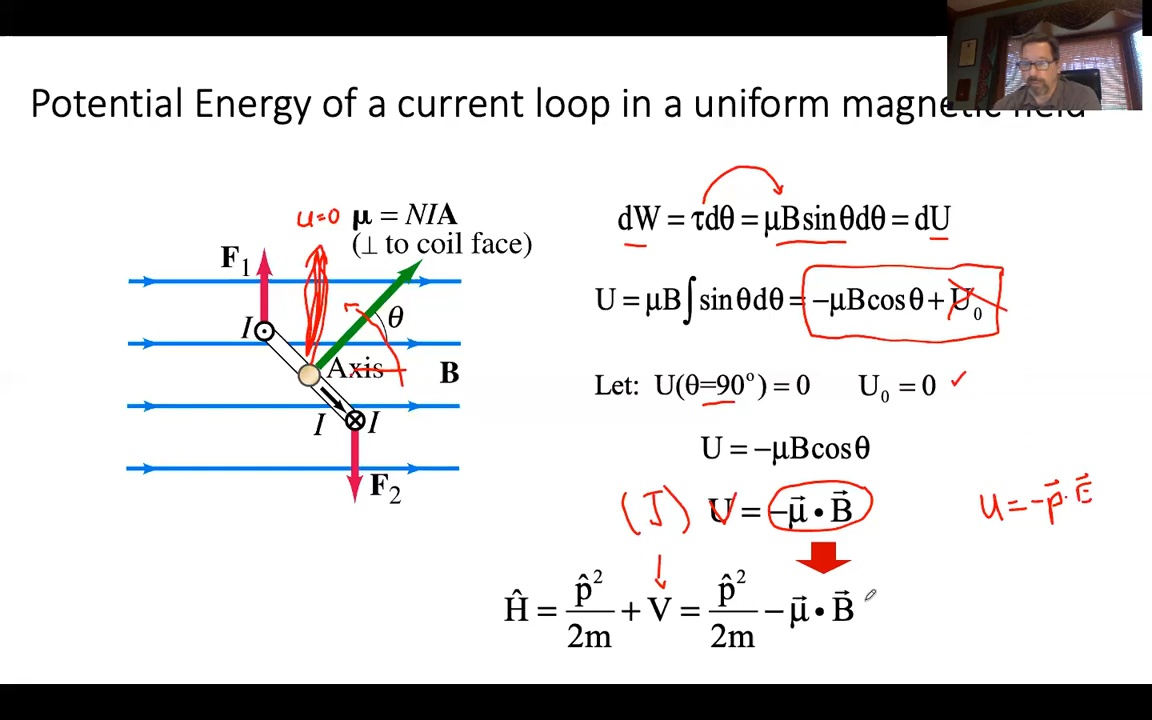 Potential Energy of a current loop in a uniform magnetic field
u=0
μ = NIA
(⊥ to coil face)
F₁
θ
I
Axis
B
I
I
F₂
dW = τdθ = μBsinθdθ = dU
U = μB∫sinθdθ = −μBcosθ + U₀
Let: U(θ=90°) = 0 U₀ = 0 ✓
U = −μBcosθ
(J) U = −μ⃗ • B⃗
u = −p⃗ · E⃗
Ĥ = p̂²/2m + V = p̂²/2m − μ⃗ • B⃗